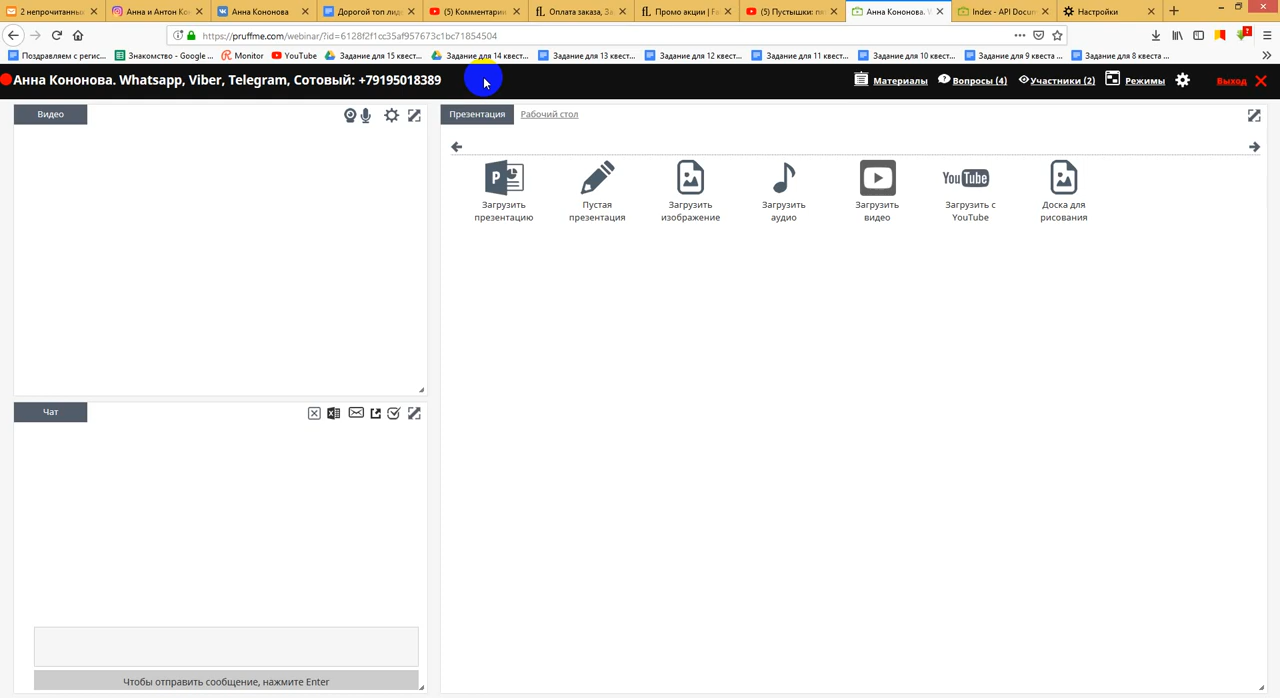 2 непрочитанны
Анна и Антон Ко
Анна Кононова
Дорогой топ лид
(5) Комментари
Оплата заказа, За
Промо акции | Fa
(5) Пустышки: пи
Анна Кононова. W
Index - API Docum
Настройки
https://pruffme.com/webinar/?id=6128f2f1cc35af957673c1bc71854504
Поздравляем с регис...
Знакомство - Google ...
Monitor
YouTube
Задание для 15 квест...
Задание для 14 квест...
Задание для 13 квест...
Задание для 12 квест...
Задание для 11 квест...
Задание для 10 квест...
Задание для 9 квеста ...
Задание для 8 квеста ...
Анна Кононова. Whatsapp, Viber, Telegram, Сотовый: +79195018389
Материалы
Вопросы (4)
Участники (2)
Режимы
Выход
Видео
Презентация
Рабочий стол
Загрузить
презентацию
Пустая
презентация
Загрузить
изображение
Загрузить
аудио
Загрузить
видео
YouTube
Загрузить с
YouTube
Доска для
рисования
Чат
Чтобы отправить сообщение, нажмите Enter